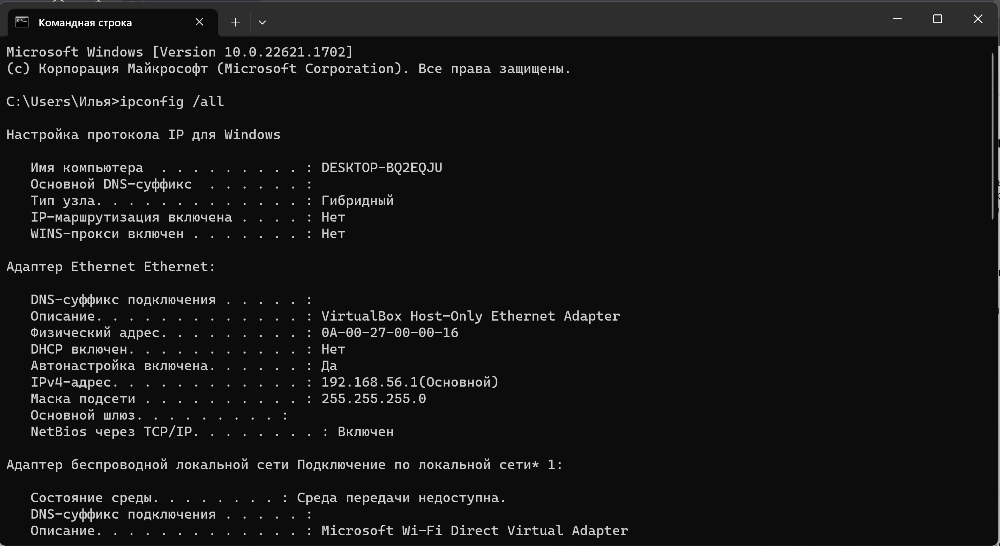 Командная строка
Microsoft Windows [Version 10.0.22621.1702]
(c) Корпорация Майкрософт (Microsoft Corporation). Все права защищены.
C:\Users\Илья>ipconfig /all
Настройка протокола IP для Windows
Имя компьютера  . . . . . . . . . : DESKTOP-BQ2EQJU
Основной DNS-суффикс  . . . . . . :
Тип узла. . . . . . . . . . . . . : Гибридный
IP-маршрутизация включена . . . . : Нет
WINS-прокси включен . . . . . . . : Нет
Адаптер Ethernet Ethernet:
DNS-суффикс подключения . . . . . :
Описание. . . . . . . . . . . . . : VirtualBox Host-Only Ethernet Adapter
Физический адрес. . . . . . . . . : 0A-00-27-00-00-16
DHCP включен. . . . . . . . . . . : Нет
Автонастройка включена. . . . . . : Да
IPv4-адрес. . . . . . . . . . . . : 192.168.56.1(Основной)
Маска подсети . . . . . . . . . . : 255.255.255.0
Основной шлюз. . . . . . . . . :
NetBios через TCP/IP. . . . . . . . : Включен
Адаптер беспроводной локальной сети Подключение по локальной сети* 1:
Состояние среды. . . . . . . . : Среда передачи недоступна.
DNS-суффикс подключения . . . . . :
Описание. . . . . . . . . . . . . : Microsoft Wi-Fi Direct Virtual Adapter